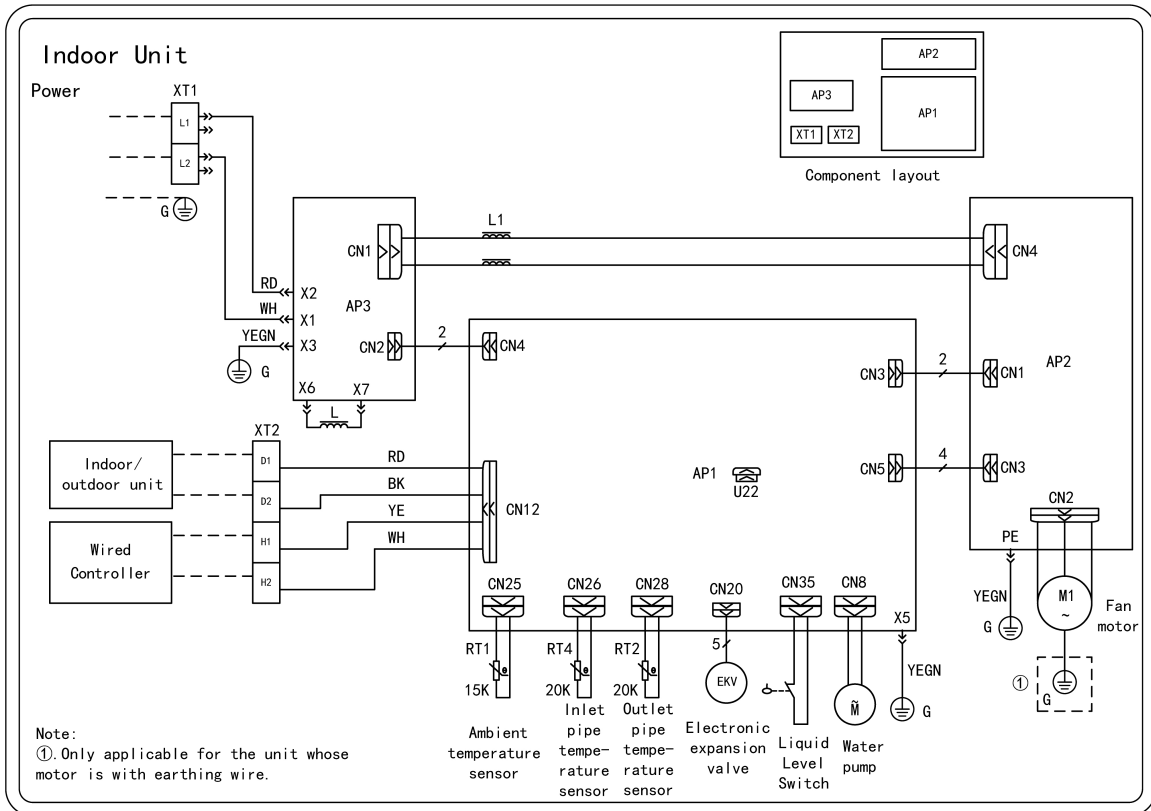 Indoor Unit
Power
XT1
L1
L2
G
AP2
AP3
AP1
XT1
XT2
Component layout
L1
CN1
CN4
RD
X2
WH
X1
AP3
YEGN
X3
CN2
2
CN4
G
X6
X7
L
CN3
2
CN1
AP2
XT2
Indoor/
outdoor unit
D1
RD
D2
BK
CN12
H1
YE
Wired
Controller
H2
WH
AP1
U22
CN5
4
CN3
CN2
PE
YEGN
G
M1
~
Fan
motor
①
G
CN25
CN26
CN28
CN20
CN35
CN8
X5
RT1
RT4
RT2
5
YEGN
θ
θ
θ
15K
20K
20K
EKV
M̃
G
Ambient
temperature
sensor
Inlet
pipe
tempe-
rature
sensor
Outlet
pipe
tempe-
rature
sensor
Electronic
expansion
valve
Liquid
Level
Switch
Water
pump
Note:
①.Only applicable for the unit whose
motor is with earthing wire.